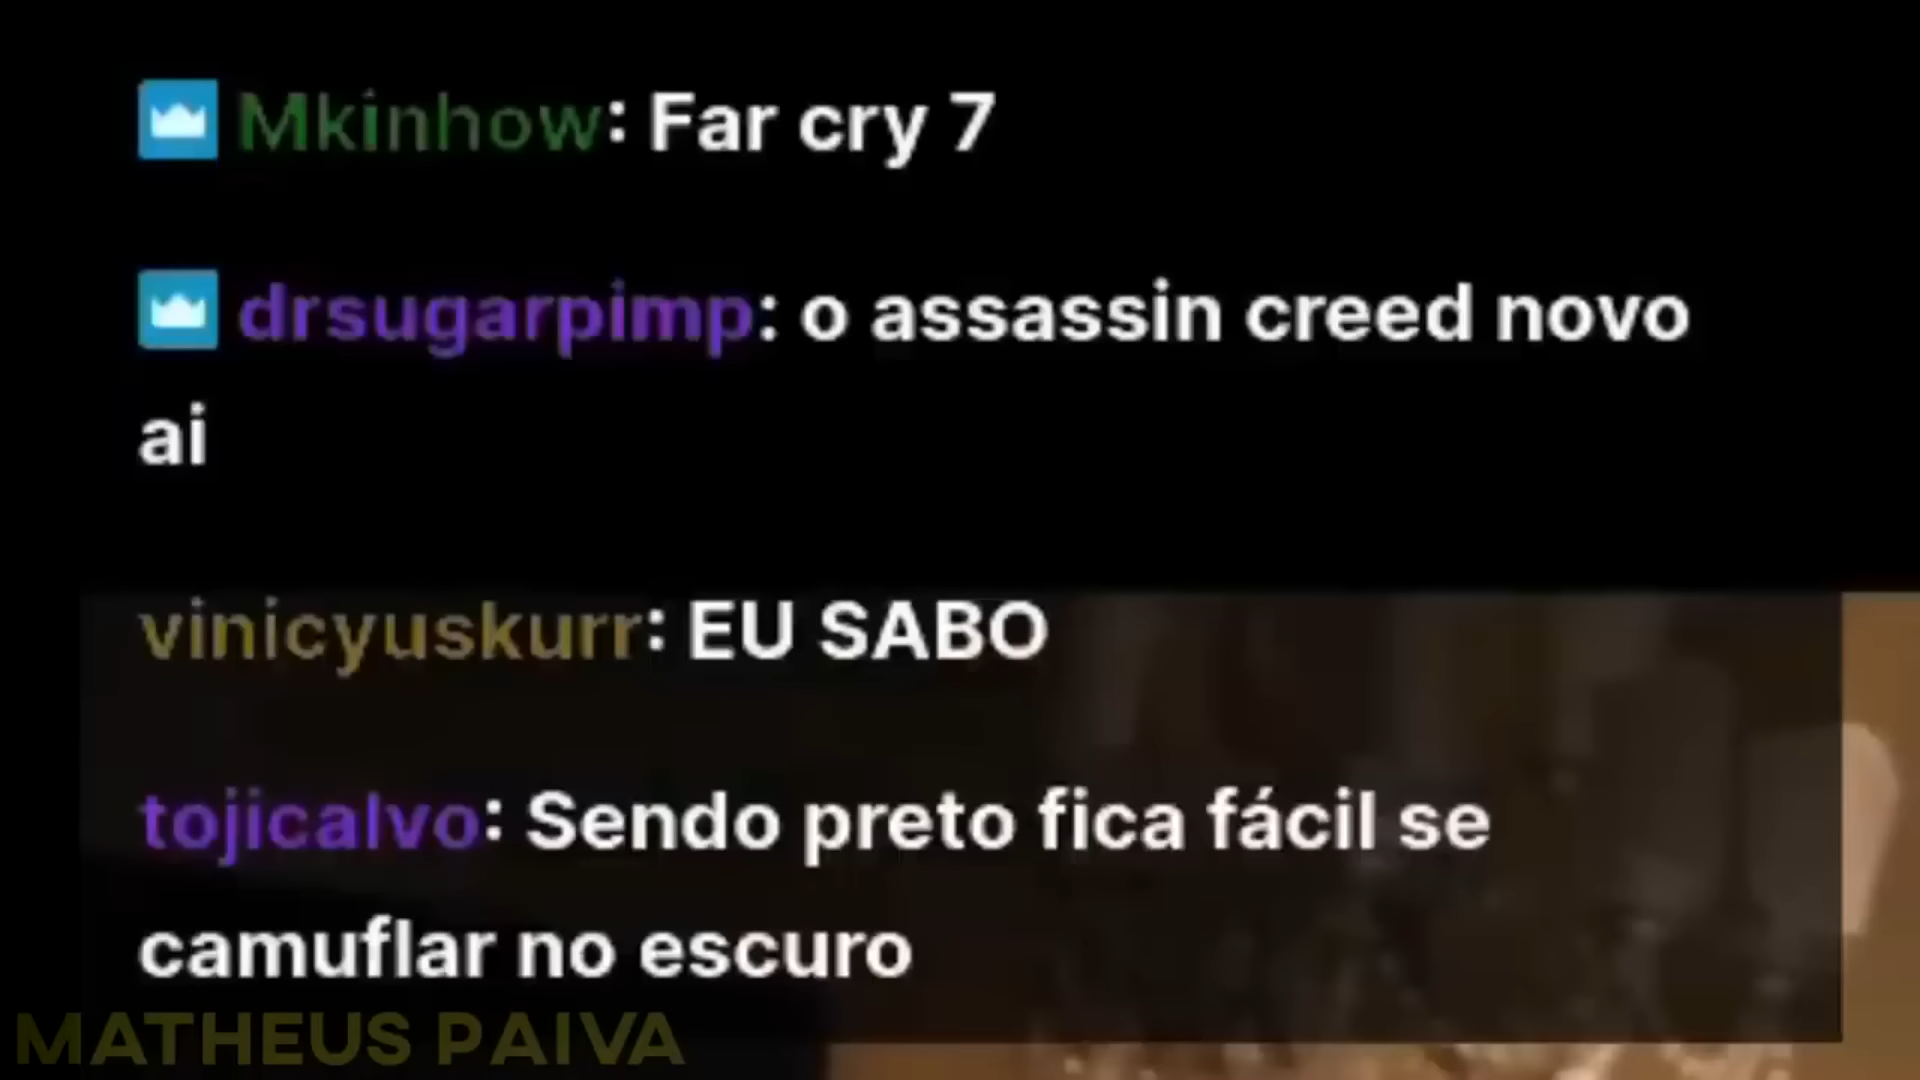 Mkinhow: Far cry 7
drsugarpimp: o assassin creed novo
ai
vinicyuskurr: EU SABO
tojicalvo: Sendo preto fica fácil se
camuflar no escuro
MATHEUS PAIVA